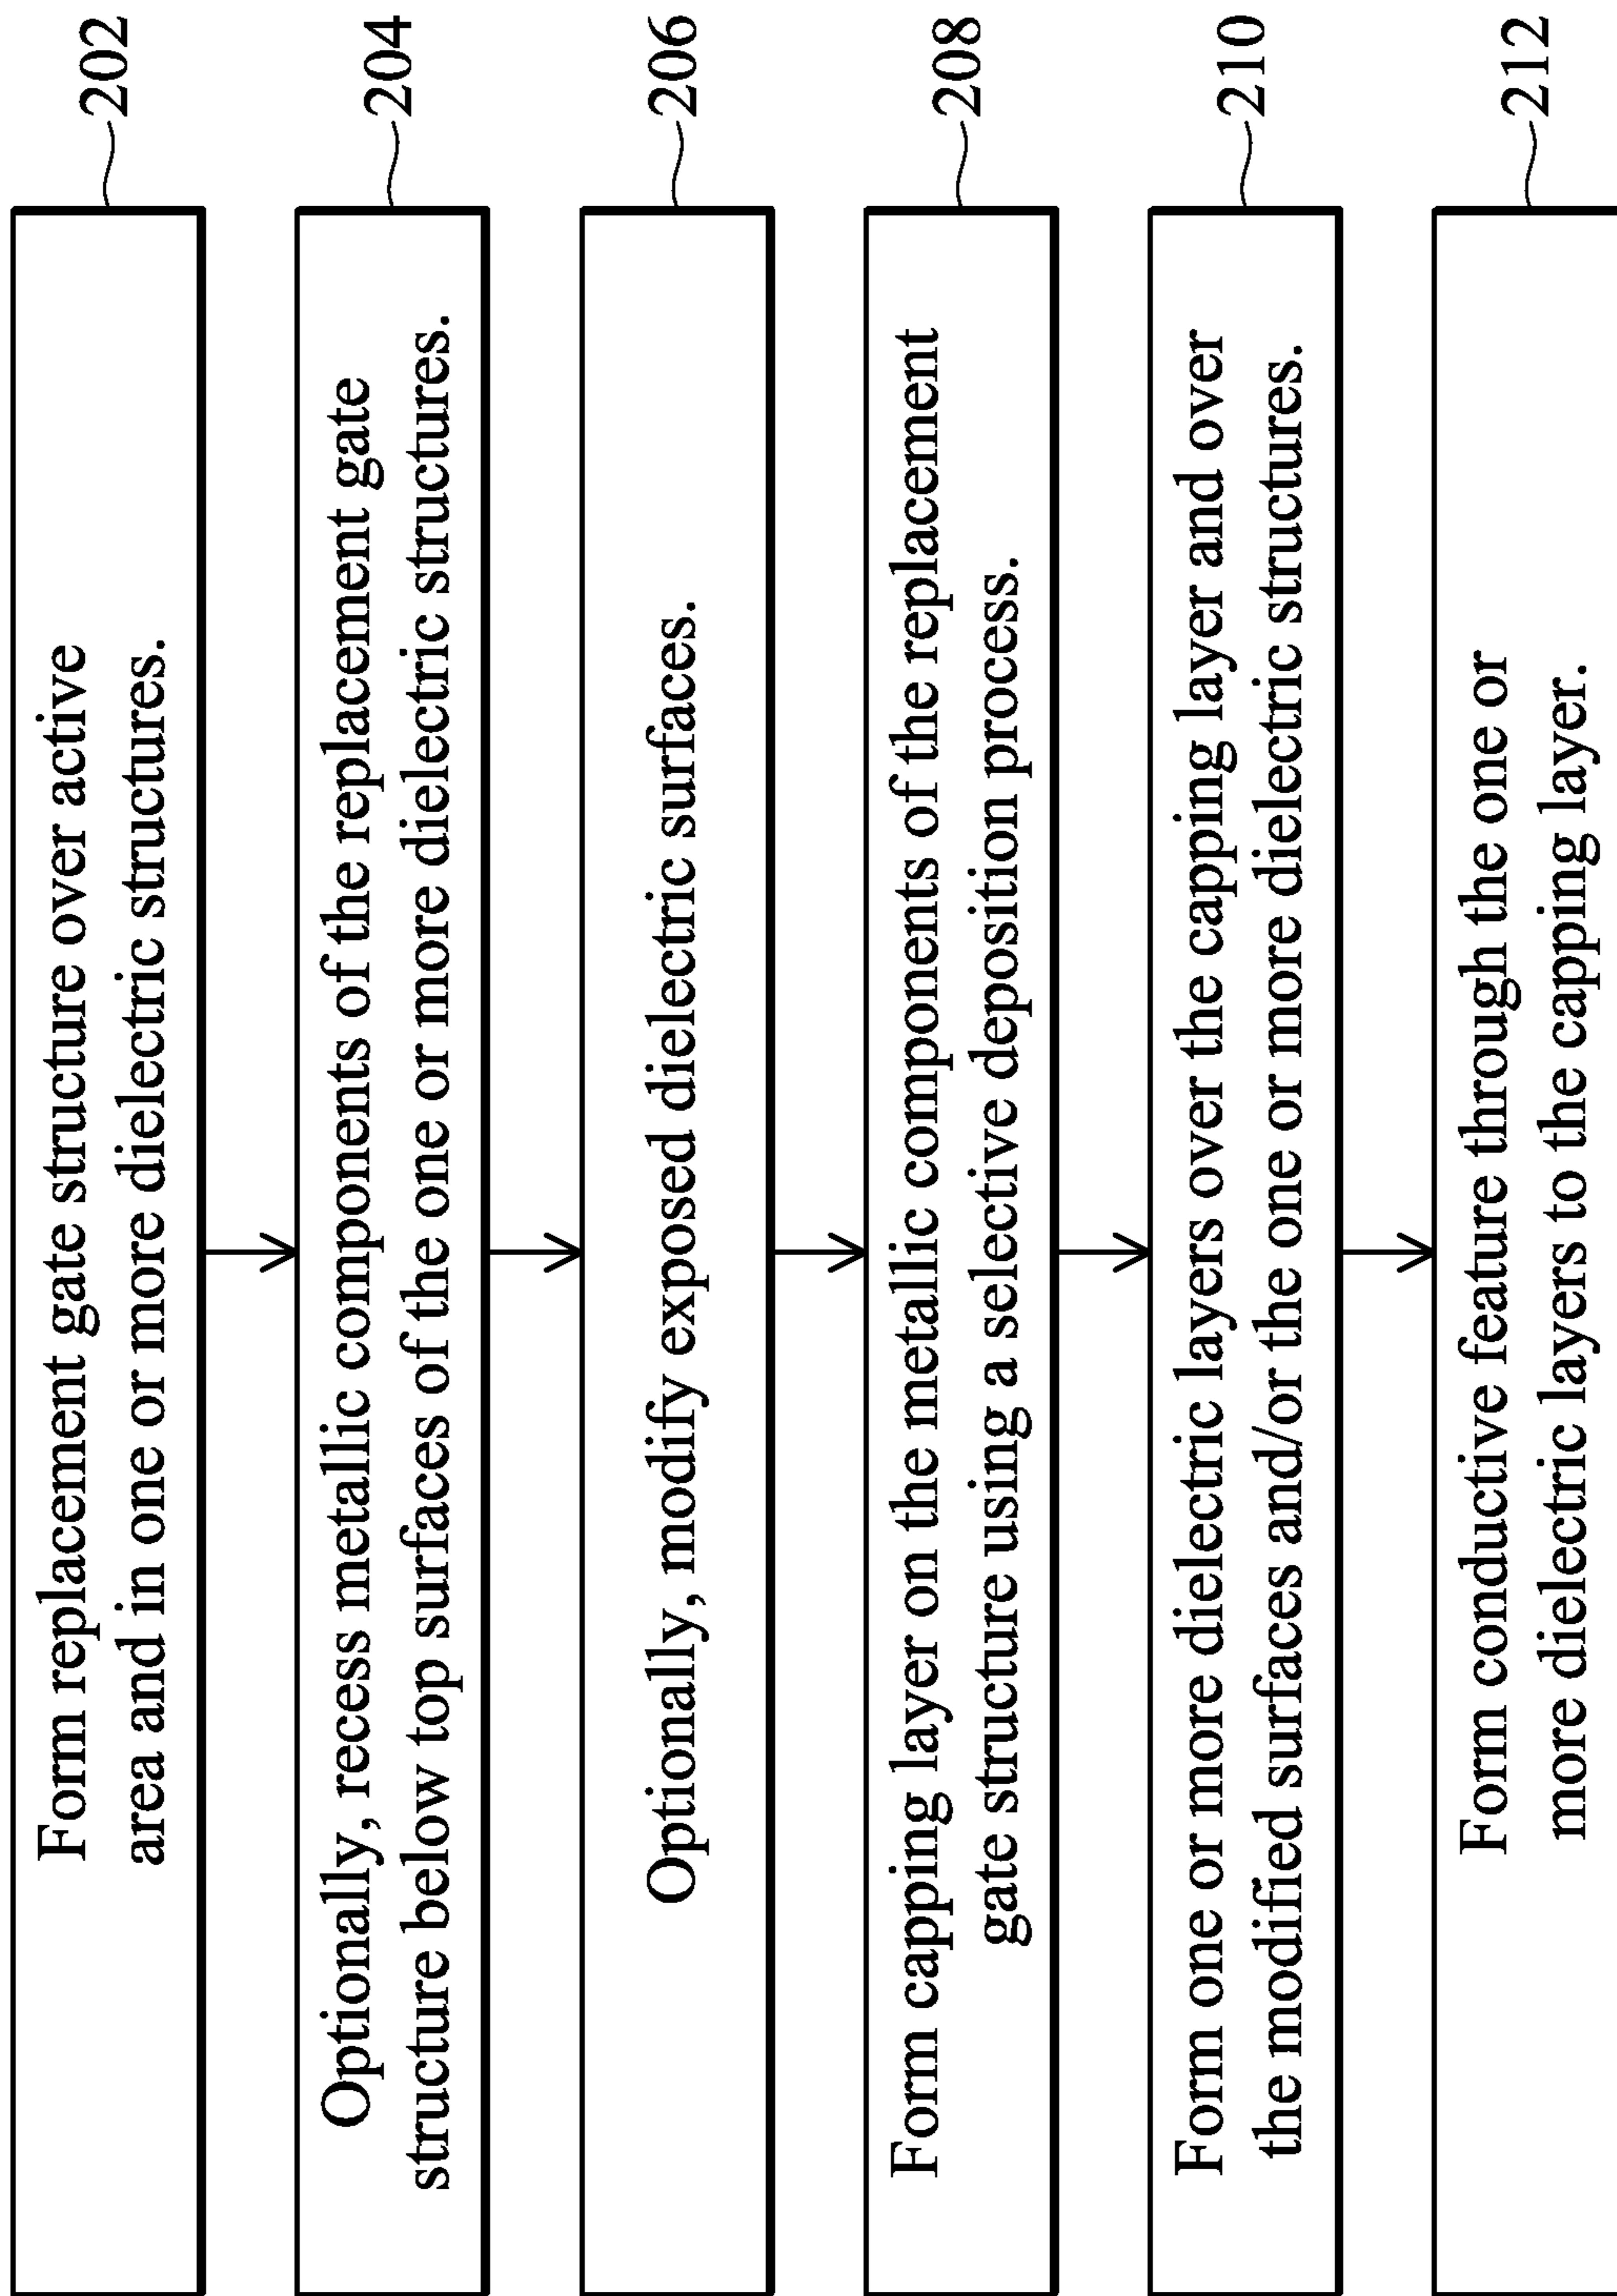 Form replacement gate structure over active
area and in one or more dielectric structures.
202
Optionally, recess metallic components of the replacement gate
structure below top surfaces of the one or more dielectric structures.
204
Optionally, modify exposed dielectric surfaces.
206
Form capping layer on the metallic components of the replacement
gate structure using a selective deposition process.
208
Form one or more dielectric layers over the capping layer and over
the modified surfaces and/or the one or more dielectric structures.
210
Form conductive feature through the one or
more dielectric layers to the capping layer.
212